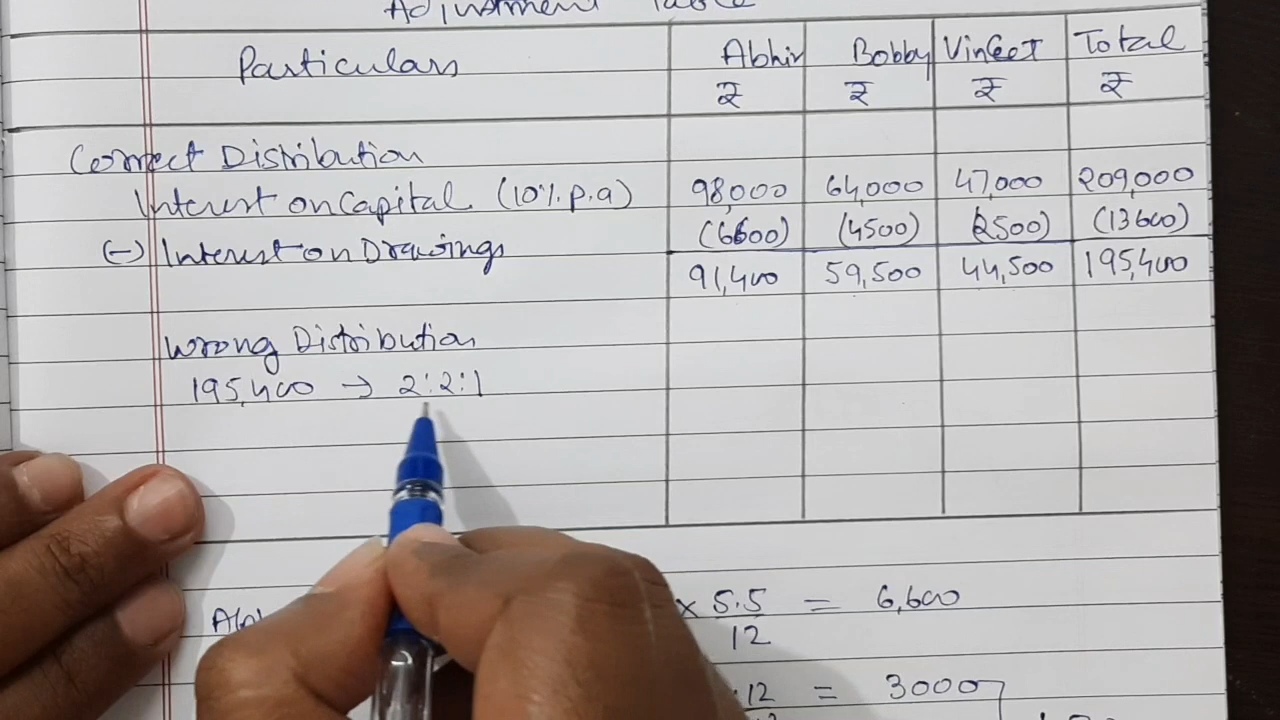 Adjustment Table
Particulars Abhir Bobby Vineet Total
₹ ₹ ₹ ₹
Correct Distribution
Interest on Capital (10% p.a) 98,000 64,000 47,000 209,000
(-) Interest on Drawings (6600) (4500) (2500) (13600)
91,400 59,500 44,500 195,400
Wrong Distribution
195,400 → 2:2:1
× 5.5 = 6,600
12
12 = 3000